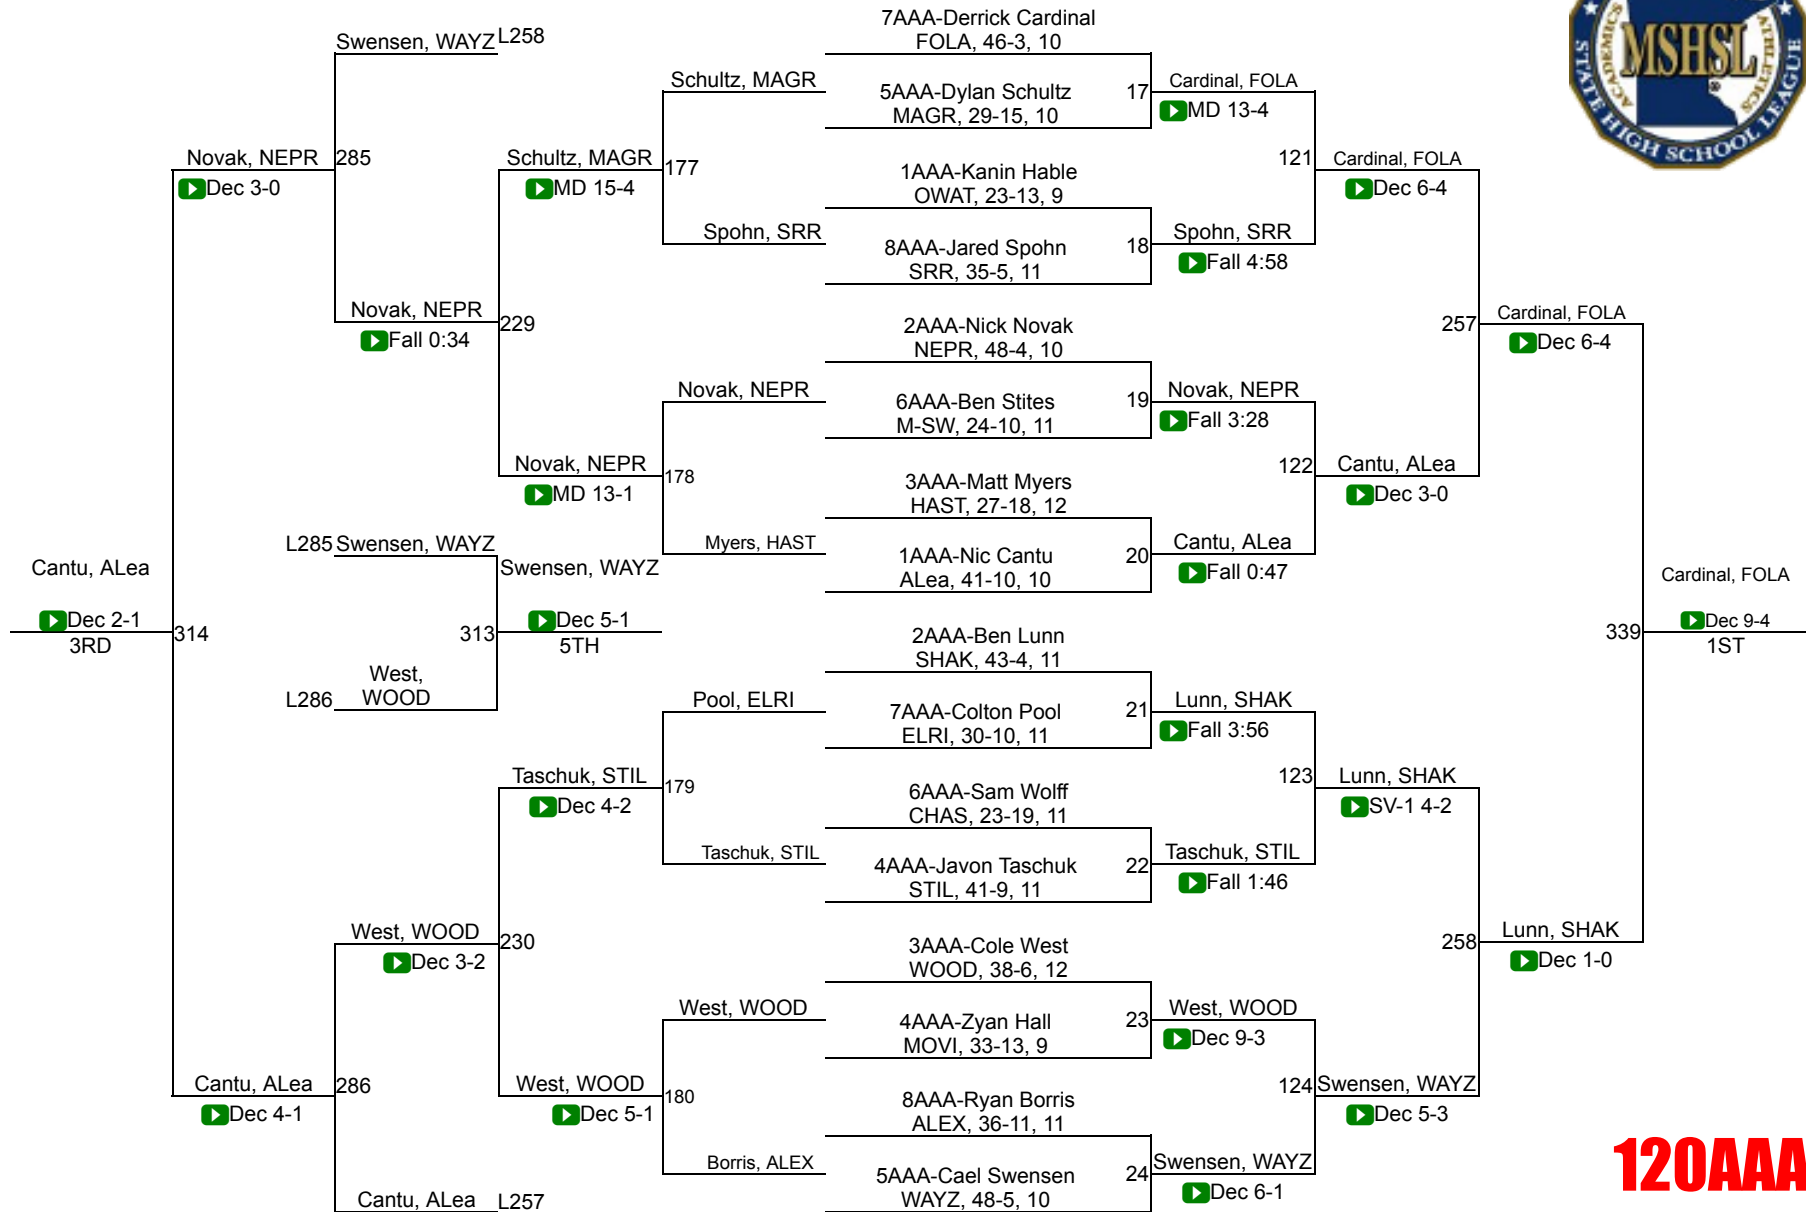 Swensen, WAYZ L258
Novak, NEPR 285
Dec 3-0
Novak, NEPR 229
Fall 0:34
Schultz, MAGR 177
MD 15-4
Schultz, MAGR
Spohn, SRR
Novak, NEPR 178
MD 13-1
Novak, NEPR
Myers, HAST
L285 Swensen, WAYZ
Swensen, WAYZ
313 Dec 5-1
5TH
West,
WOOD
L286
Cantu, ALea
Dec 2-1 314
3RD
Pool, ELRI
Taschuk, STIL 179
Dec 4-2
Taschuk, STIL
West, WOOD 230
Dec 3-2
West, WOOD
West, WOOD 180
Dec 5-1
Borris, ALEX
Cantu, ALea 286
Dec 4-1
Cantu, ALea L257
7AAA-Derrick Cardinal
FOLA, 46-3, 10
5AAA-Dylan Schultz 17
MAGR, 29-15, 10
1AAA-Kanin Hable
OWAT, 23-13, 9
8AAA-Jared Spohn 18
SRR, 35-5, 11
2AAA-Nick Novak
NEPR, 48-4, 10
6AAA-Ben Stites 19
M-SW, 24-10, 11
3AAA-Matt Myers
HAST, 27-18, 12
1AAA-Nic Cantu 20
ALea, 41-10, 10
2AAA-Ben Lunn
SHAK, 43-4, 11
7AAA-Colton Pool 21
ELRI, 30-10, 11
6AAA-Sam Wolff
CHAS, 23-19, 11
4AAA-Javon Taschuk 22
STIL, 41-9, 11
3AAA-Cole West
WOOD, 38-6, 12
4AAA-Zyan Hall 23
MOVI, 33-13, 9
8AAA-Ryan Borris
ALEX, 36-11, 11
5AAA-Cael Swensen 24
WAYZ, 48-5, 10
Cardinal, FOLA
MD 13-4
121 Cardinal, FOLA
Dec 6-4
Spohn, SRR
Fall 4:58
257 Cardinal, FOLA
Dec 6-4
Novak, NEPR
Fall 3:28
122 Cantu, ALea
Dec 3-0
Cantu, ALea
Fall 0:47
Cardinal, FOLA
339 Dec 9-4
1ST
Lunn, SHAK
Fall 3:56
123 Lunn, SHAK
SV-1 4-2
Taschuk, STIL
Fall 1:46
258 Lunn, SHAK
Dec 1-0
West, WOOD
Dec 9-3
124 Swensen, WAYZ
Dec 5-3
Swensen, WAYZ
Dec 6-1
ACADEMICS
MSHSL
ATHLETICS
STATE HIGH SCHOOL LEAGUE
120AAA